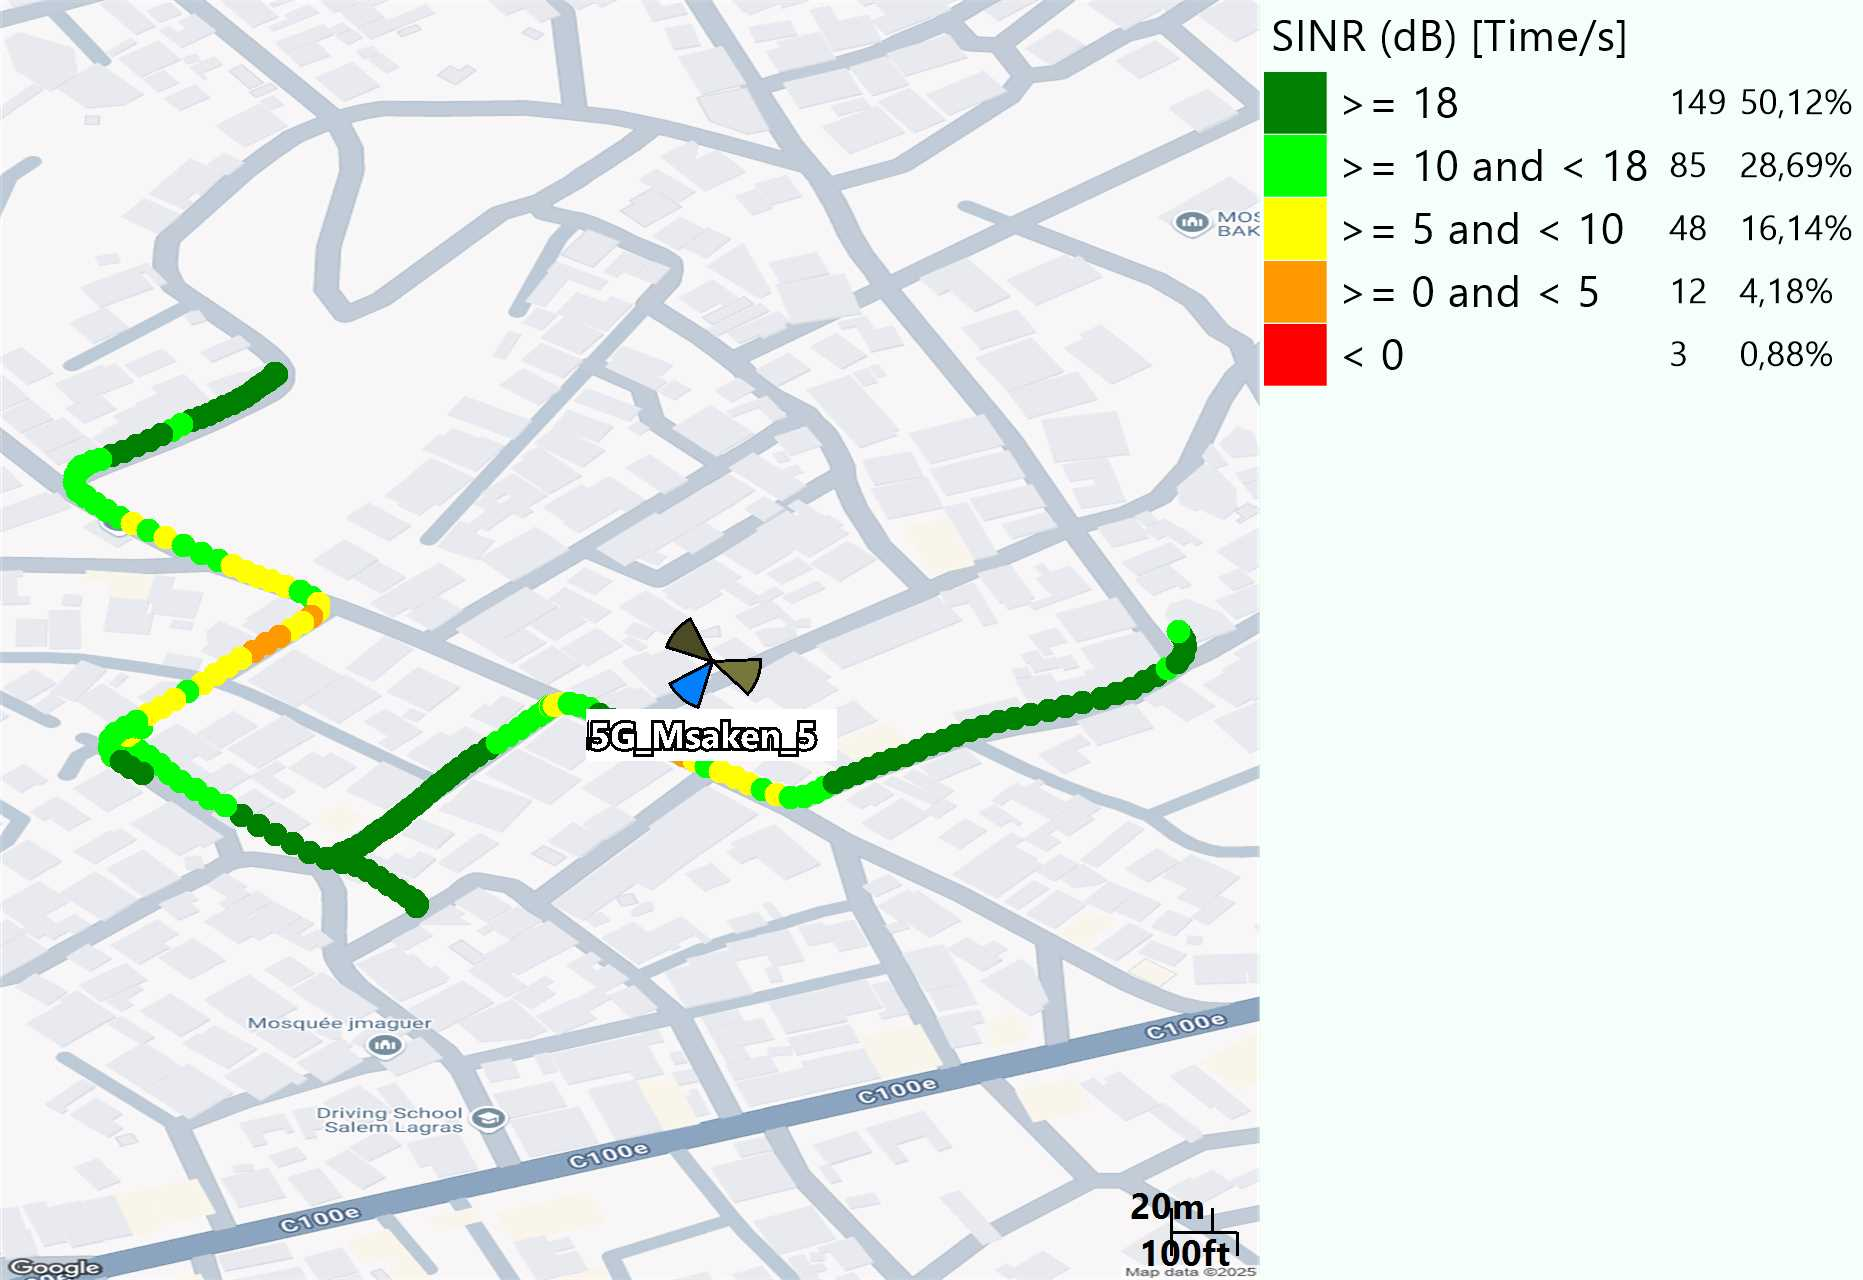 SINR (dB) [Time/s]
>= 18 149 50,12%
>= 10 and < 18 85 28,69%
>= 5 and < 10 48 16,14%
>= 0 and < 5 12 4,18%
< 0 3 0,88%
MOS
BAK
5G_Msaken_5
Mosquée jmaguer
C100e
C100e
Driving School
Salem Lagras
C100e
C100e
20m
100ft
Google
Map data ©2025